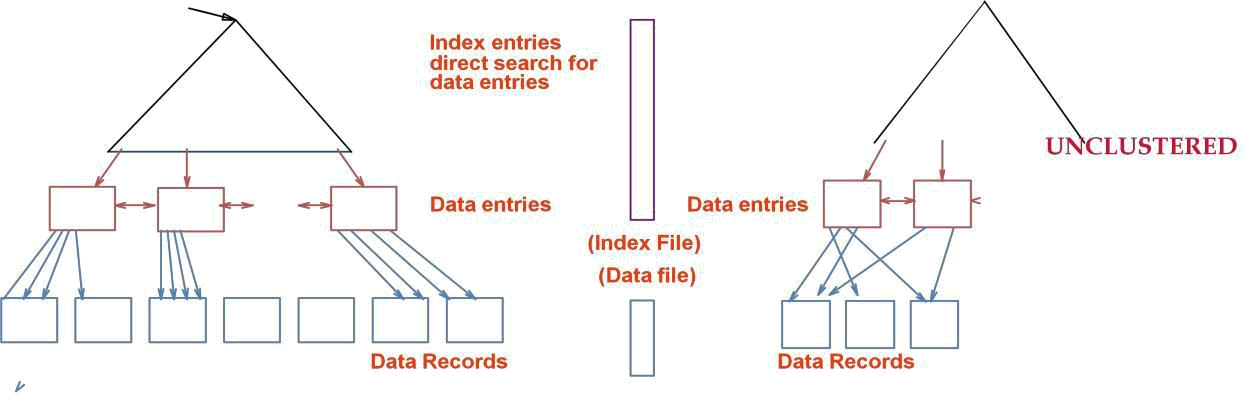 Index entries
direct search for
data entries
UNCLUSTERED
Data entries
Data entries
(Index File)
(Data file)
Data Records
Data Records